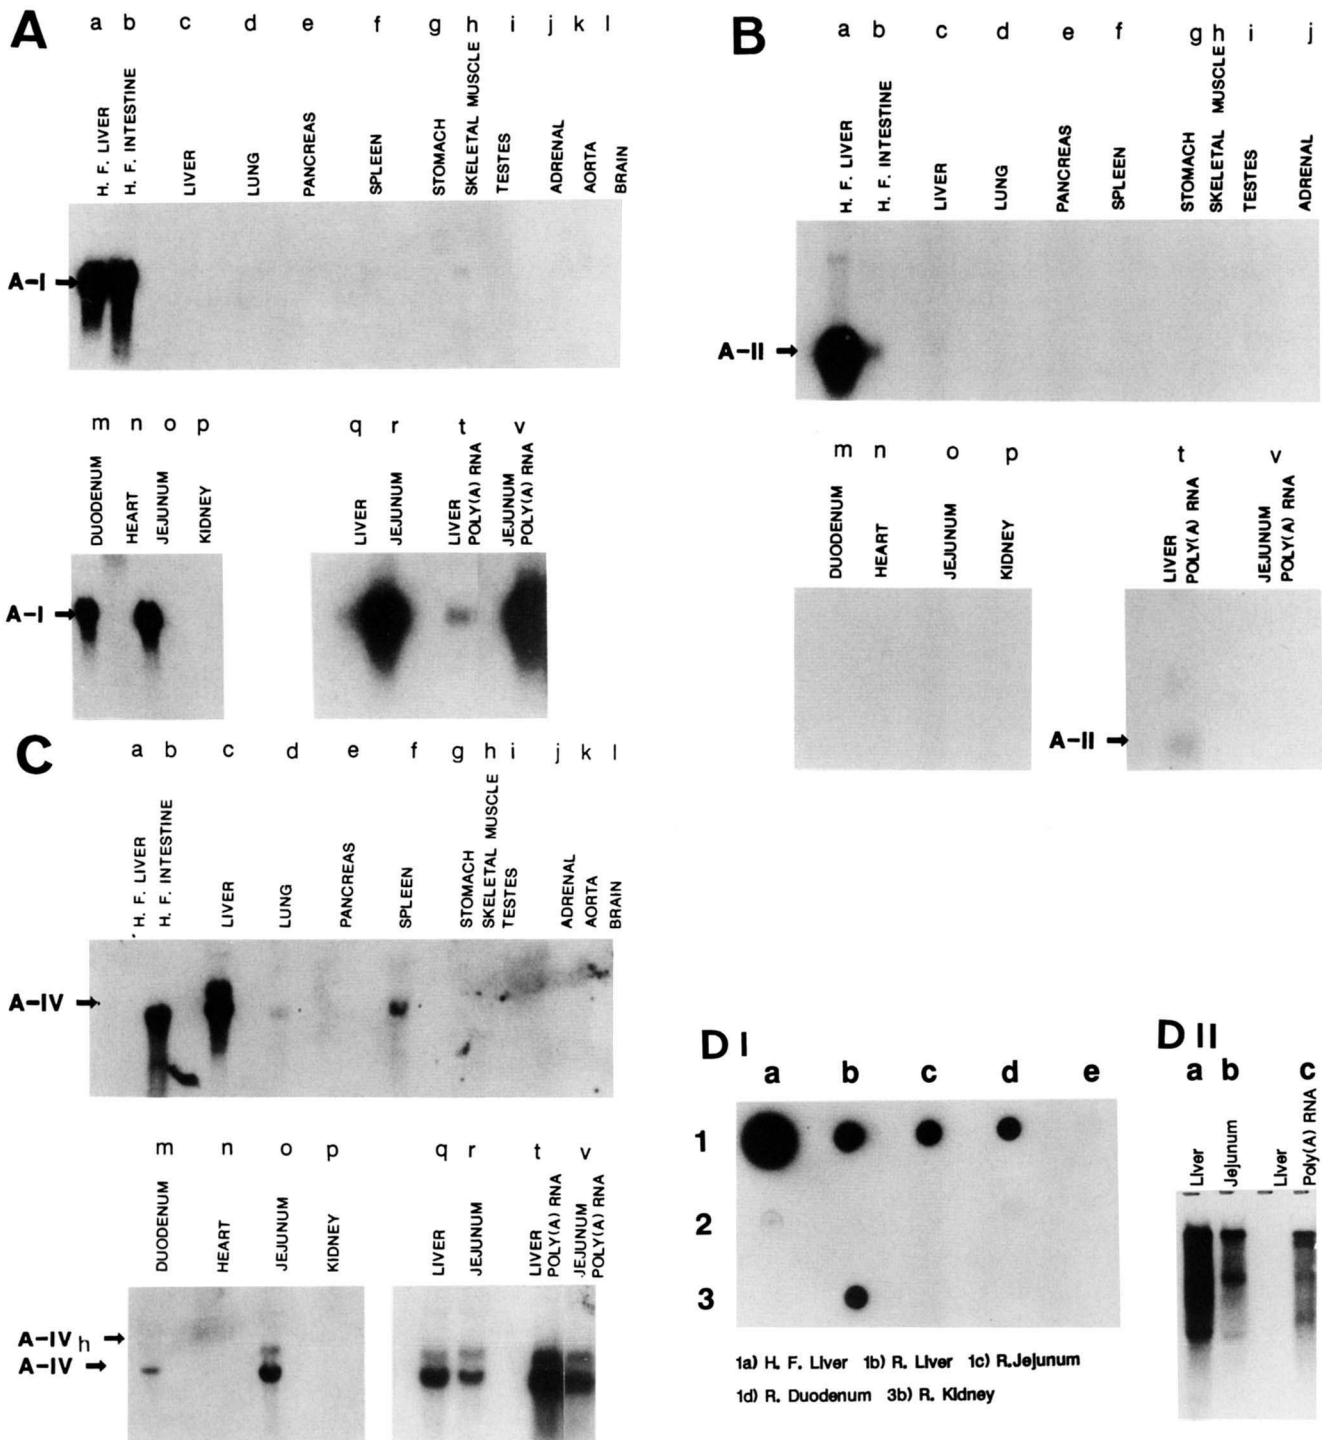 A
a b c d e f g h i j k l
H. F. LIVER
H. F. INTESTINE
LIVER
LUNG
PANCREAS
SPLEEN
STOMACH
SKELETAL MUSCLE
TESTES
ADRENAL
AORTA
BRAIN
A-I
m n o p
DUODENUM
HEART
JEJUNUM
KIDNEY
A-I
q r t v
LIVER
JEJUNUM
LIVER
POLY(A) RNA
JEJUNUM
POLY(A) RNA
B
a b c d e f g h i j
H. F. LIVER
H. F. INTESTINE
LIVER
LUNG
PANCREAS
SPLEEN
STOMACH
SKELETAL MUSCLE
TESTES
ADRENAL
A-II
m n o p
DUODENUM
HEART
JEJUNUM
KIDNEY
t v
LIVER
POLY(A) RNA
JEJUNUM
POLY(A) RNA
A-II
C
a b c d e f g h i j k l
H. F. LIVER
H. F. INTESTINE
LIVER
LUNG
PANCREAS
SPLEEN
STOMACH
SKELETAL MUSCLE
TESTES
ADRENAL
AORTA
BRAIN
A-IV
m n o p
DUODENUM
HEART
JEJUNUM
KIDNEY
A-IV h
A-IV
q r t v
LIVER
JEJUNUM
LIVER
POLY(A) RNA
JEJUNUM
POLY(A) RNA
D I
a b c d e
1
2
3
1a) H. F. Liver 1b) R. Liver 1c) R.Jejunum
1d) R. Duodenum 3b) R. Kidney
D II
a b c
Liver
Jejunum
Liver
Poly(A) RNA